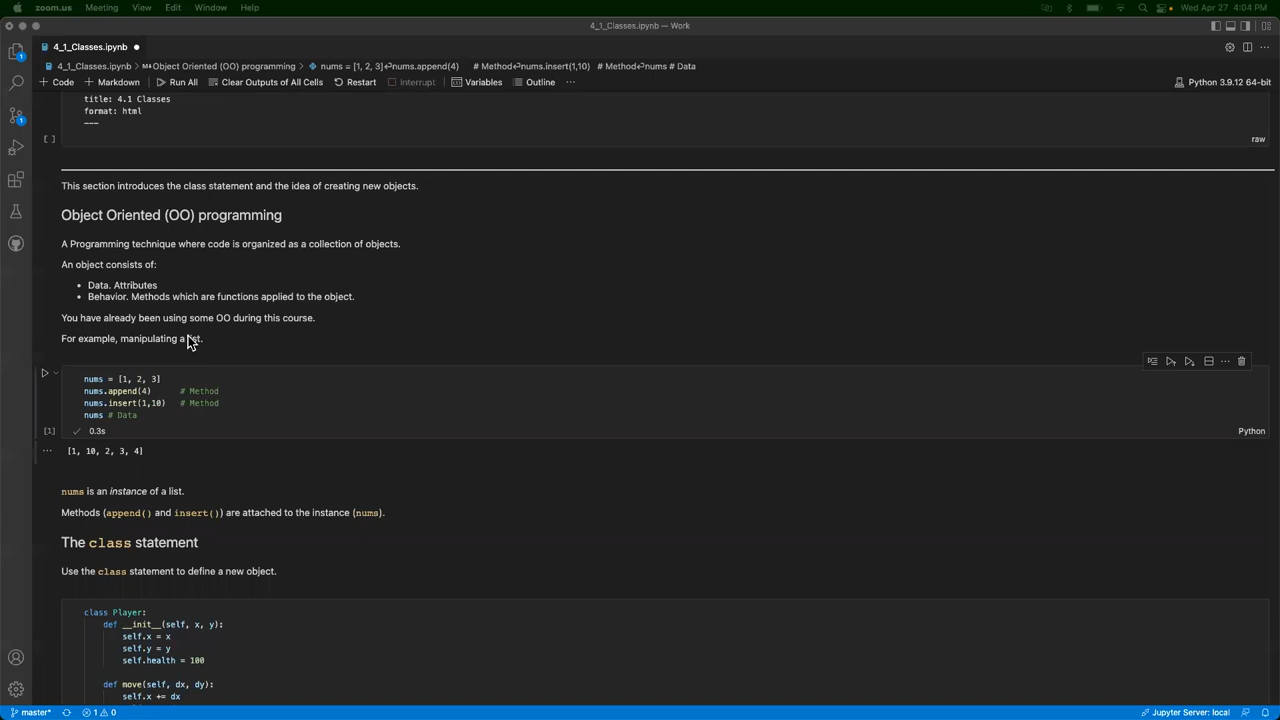 zoom.us Meeting View Edit Window Help Wed Apr 27 4:04 PM
4_1_Classes.ipynb — Work
4_1_Classes.ipynb
4_1_Classes.ipynb > Object Oriented (OO) programming > nums = [1, 2, 3]↵nums.append(4) # Method↵nums.insert(1,10) # Method↵nums # Data
+ Code + Markdown Run All Clear Outputs of All Cells Restart Interrupt Variables Outline ··· Python 3.9.12 64-bit
title: 4.1 Classes
format: html
---
[ ] raw
This section introduces the class statement and the idea of creating new objects.
Object Oriented (OO) programming
A Programming technique where code is organized as a collection of objects.
An object consists of:
• Data. Attributes
• Behavior. Methods which are functions applied to the object.
You have already been using some OO during this course.
For example, manipulating a list.
nums = [1, 2, 3]
nums.append(4) # Method
nums.insert(1,10) # Method
nums # Data
[1] ✓ 0.3s Python
··· [1, 10, 2, 3, 4]
nums is an instance of a list.
Methods (append() and insert()) are attached to the instance (nums).
The class statement
Use the class statement to define a new object.
class Player:
def __init__(self, x, y):
self.x = x
self.y = y
self.health = 100
def move(self, dx, dy):
self.x += dx
master* 1 0 Jupyter Server: local